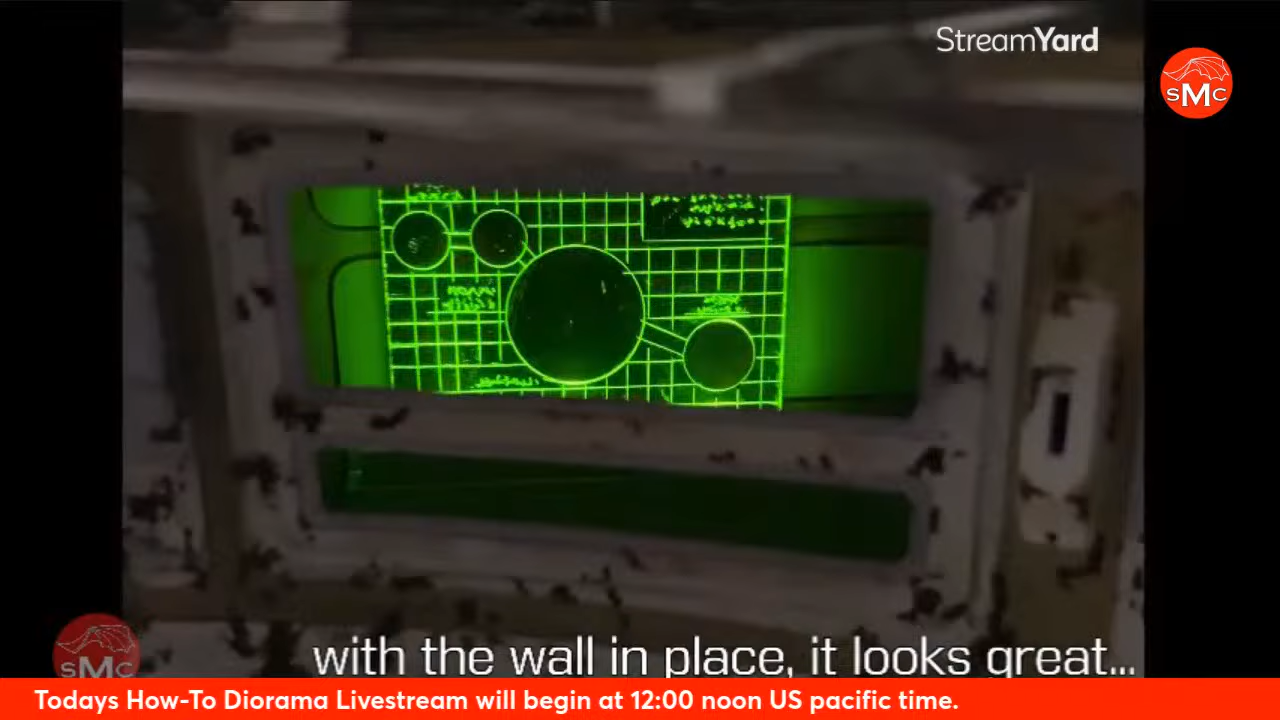 StreamYard
SMC
SMC
with the wall in place, it looks great...
Todays How-To Diorama Livestream will begin at 12:00 noon US pacific time.